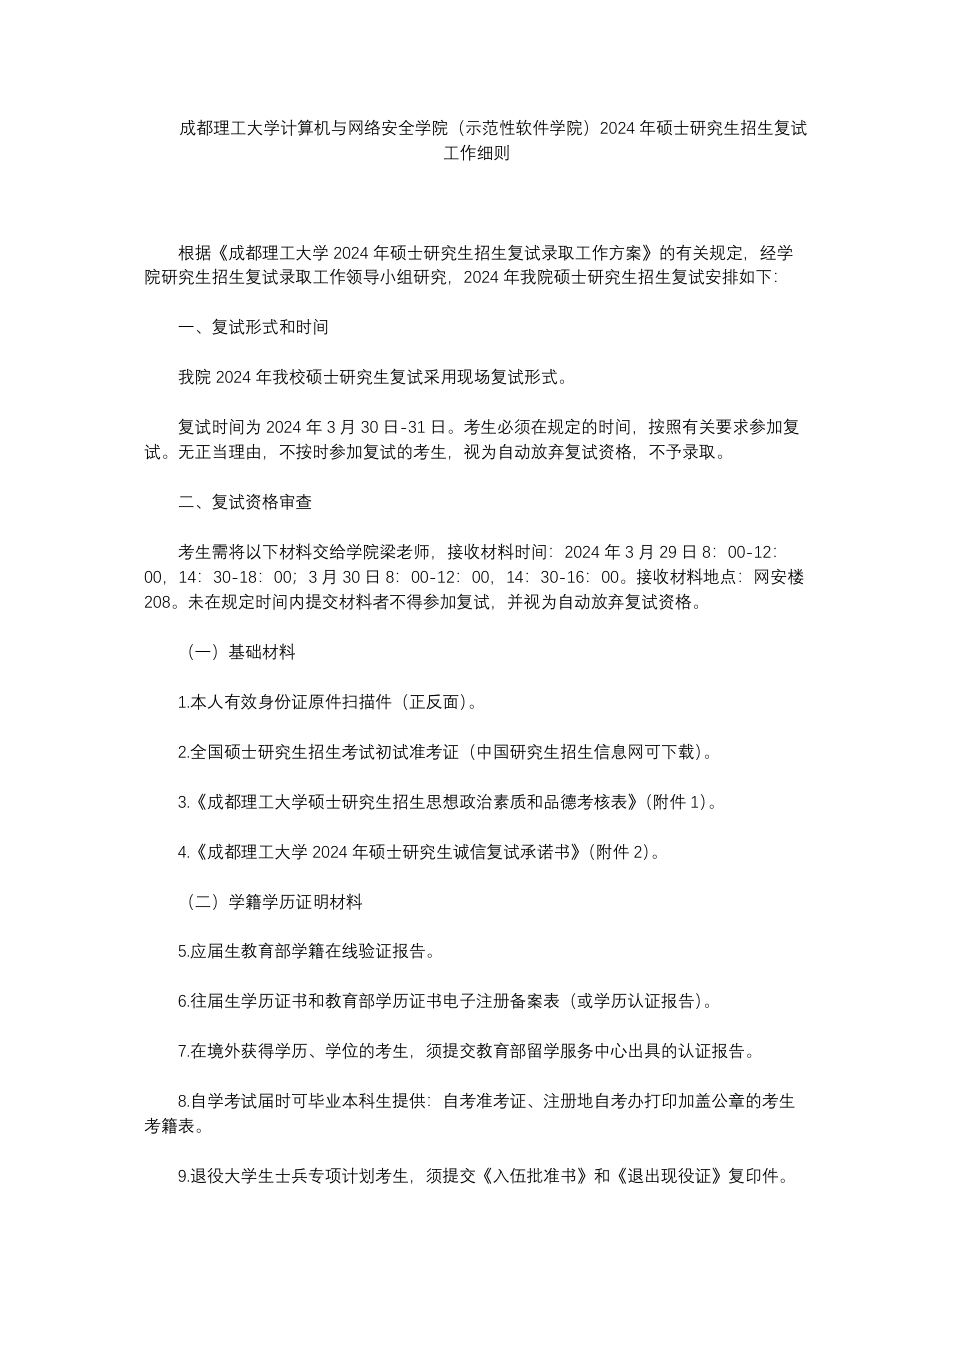 成都理工大学计算机与网络安全学院（示范性软件学院）2024 年硕士研究生招生复试
工作细则
根据《成都理工大学 2024 年硕士研究生招生复试录取工作方案》的有关规定，经学
院研究生招生复试录取工作领导小组研究，2024 年我院硕士研究生招生复试安排如下：
一、复试形式和时间
我院 2024 年我校硕士研究生复试采用现场复试形式。
复试时间为 2024 年 3 月 30 日-31 日。考生必须在规定的时间，按照有关要求参加复
试。无正当理由，不按时参加复试的考生，视为自动放弃复试资格，不予录取。
二、复试资格审查
考生需将以下材料交给学院梁老师，接收材料时间：2024 年 3 月 29 日 8：00-12：
00，14：30-18：00；3 月 30 日 8：00-12：00，14：30-16：00。接收材料地点：网安楼
208。未在规定时间内提交材料者不得参加复试，并视为自动放弃复试资格。
（一）基础材料
1.本人有效身份证原件扫描件（正反面）。
2.全国硕士研究生招生考试初试准考证（中国研究生招生信息网可下载）。
3.《成都理工大学硕士研究生招生思想政治素质和品德考核表》（附件 1）。
4.《成都理工大学 2024 年硕士研究生诚信复试承诺书》（附件 2）。
（二）学籍学历证明材料
5.应届生教育部学籍在线验证报告。
6.往届生学历证书和教育部学历证书电子注册备案表（或学历认证报告）。
7.在境外获得学历、学位的考生，须提交教育部留学服务中心出具的认证报告。
8.自学考试届时可毕业本科生提供：自考准考证、注册地自考办打印加盖公章的考生
考籍表。
9.退役大学生士兵专项计划考生，须提交《入伍批准书》和《退出现役证》复印件。